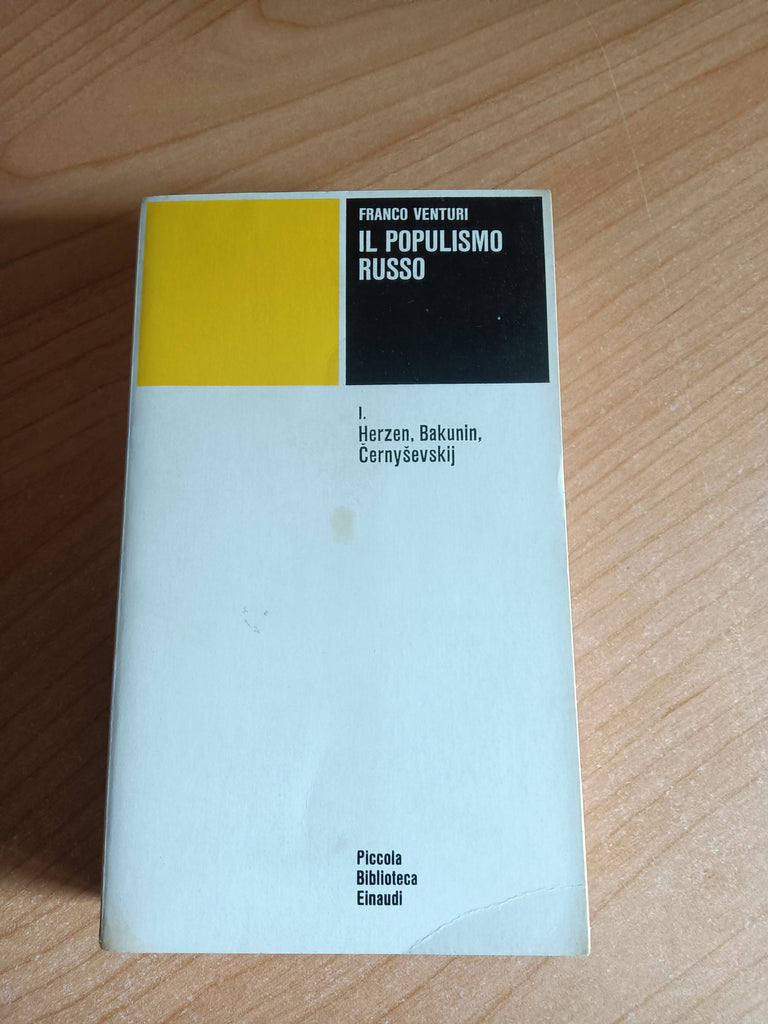 FRANCO VENTURI
IL POPULISMO
RUSSO
I.
Herzen, Bakunin,
Černyševskij
Piccola
Biblioteca
Einaudi